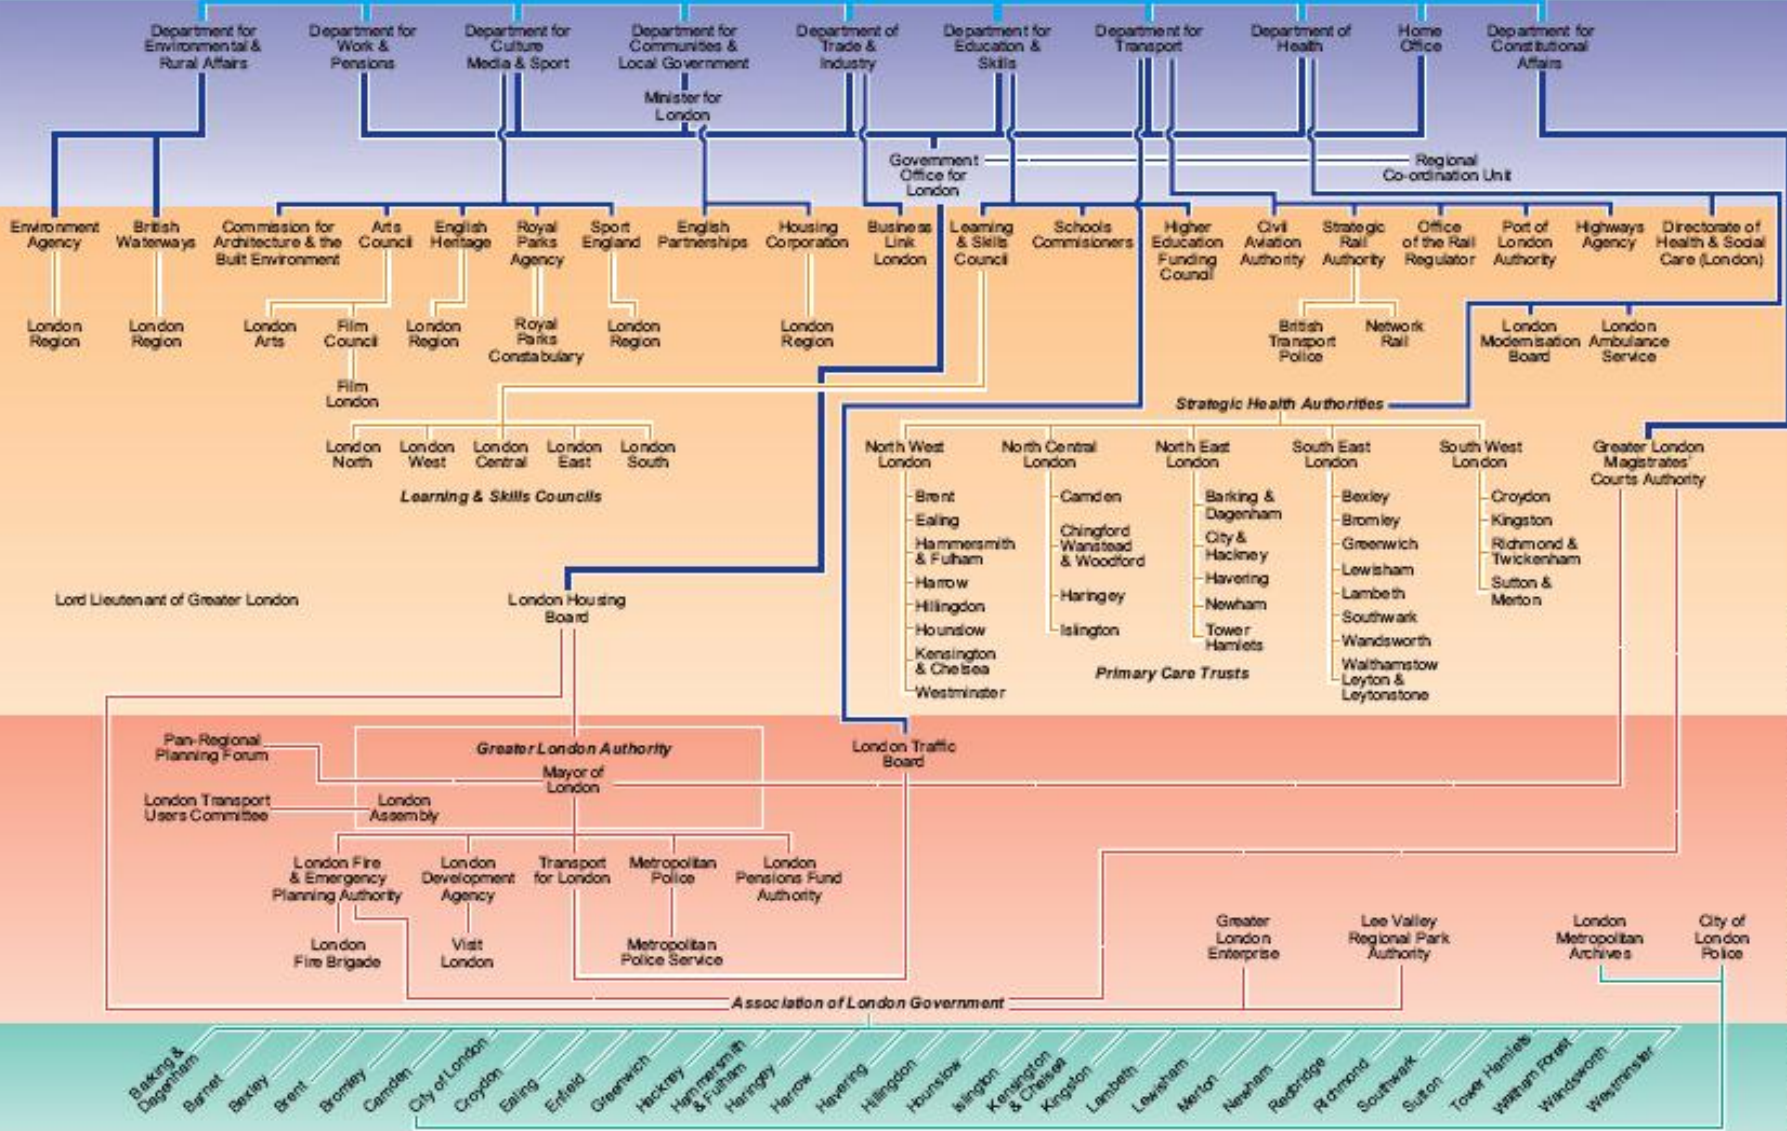 Department for
Environmental &
Rural Affairs
Department for
Work &
Pensions
Department for
Culture
Media & Sport
Department for
Communities &
Local Government
Department of
Trade &
Industry
Department for
Education &
Skills
Department for
Transport
Department of
Health
Home
Office
Department for
Constitutional
Affairs
Minister for
London
Government
Office for
London
Regional
Co-ordination Unit
Environment
Agency
British
Waterways
Commission for
Architecture & the
Built Environment
Arts
Council
English
Heritage
Royal
Parks
Agency
Sport
England
English
Partnerships
Housing
Corporation
Business
Link
London
Learning
& Skills
Council
Schools
Commisioners
Higher
Education
Funding
Council
Civil
Aviation
Authority
Strategic
Rail
Authority
Office
of the Rail
Regulator
Port of
London
Authority
Highways
Agency
Directorate of
Health & Social
Care (London)
London
Region
London
Region
London
Arts
Film
Council
London
Region
Royal
Parks
Constabulary
London
Region
London
Region
British
Transport
Police
Network
Rail
London
Modernisation
Board
London
Ambulance
Service
Film
London
Strategic Health Authorities
London
North
London
West
London
Central
London
East
London
South
Learning & Skills Councils
North West
London
North Central
London
North East
London
South East
London
South West
London
Greater London
Magistrates'
Courts Authority
Brent
Ealing
Hammersmith
& Fulham
Harrow
Hillingdon
Hounslow
Kensington
& Chelsea
Westminster
Camden
Chingford
Wanstead
& Woodford
Haringey
Islington
Barking &
Dagenham
City &
Hackney
Havering
Newham
Tower
Hamlets
Bexley
Bromley
Greenwich
Lewisham
Lambeth
Southwark
Wandsworth
Walthamstow
Leyton &
Leytonstone
Croydon
Kingston
Richmond &
Twickenham
Sutton &
Merton
Primary Care Trusts
Lord Lieutenant of Greater London
London Housing
Board
Pan-Regional
Planning Forum
Greater London Authority
Mayor of
London
London Traffic
Board
London Transport
Users Committee
London
Assembly
London Fire
& Emergency
Planning Authority
London
Development
Agency
Transport
for London
Metropolitan
Police
London
Pensions Fund
Authority
London
Fire Brigade
Visit
London
Metropolitan
Police Service
Greater
London
Enterprise
Lee Valley
Regional Park
Authority
London
Metropolitan
Archives
City of
London
Police
Association of London Government
Barking &
Dagenham
Barnet
Bexley
Brent
Bromley
Camden
City of London
Croydon
Ealing
Enfield
Greenwich
Hackney
Hammersmith
& Fulham
Haringey
Harrow
Havering
Hillingdon
Hounslow
Islington
Kensington
& Chelsea
Kingston
Lambeth
Lewisham
Merton
Newham
Redbridge
Richmond
Southwark
Sutton
Tower Hamlets
Waltham Forest
Wandsworth
Westminster